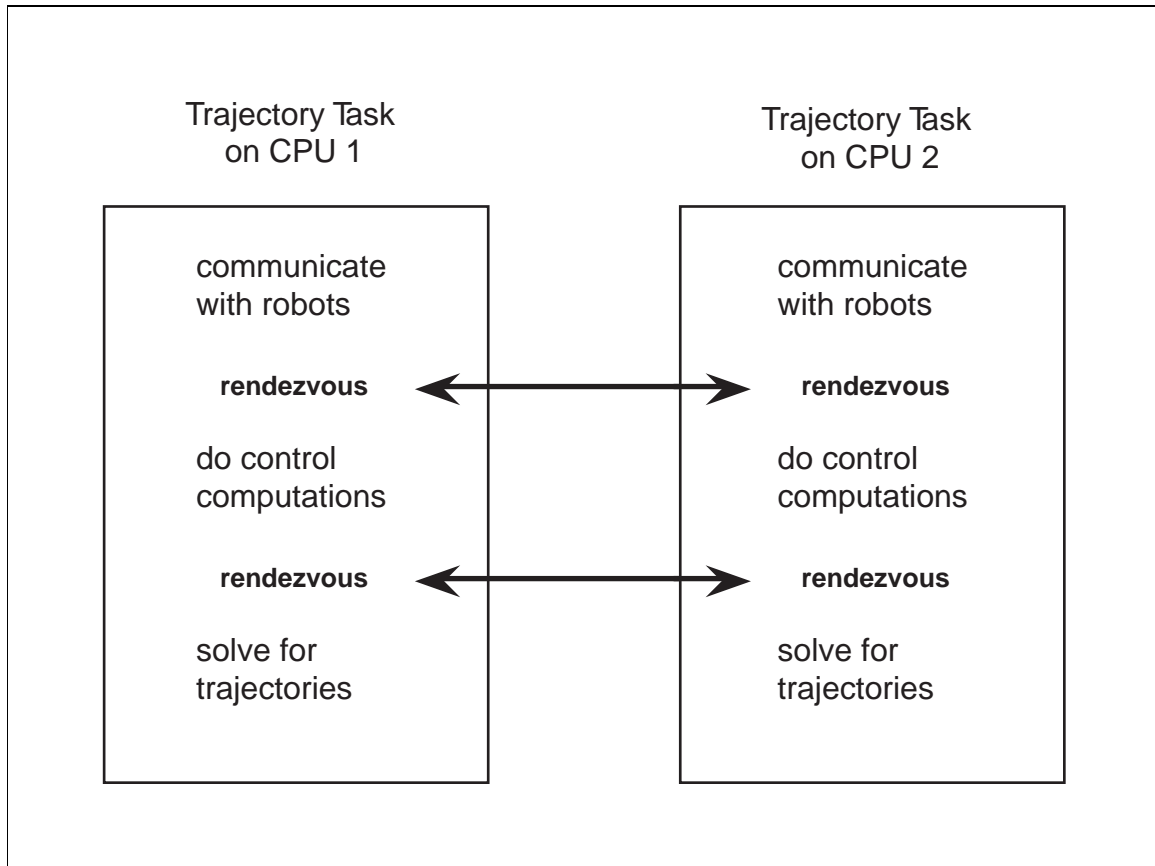 Trajectory Task
on CPU 1
communicate
with robots
rendezvous
do control
computations
rendezvous
solve for
trajectories
Trajectory Task
on CPU 2
communicate
with robots
rendezvous
do control
computations
rendezvous
solve for
trajectories